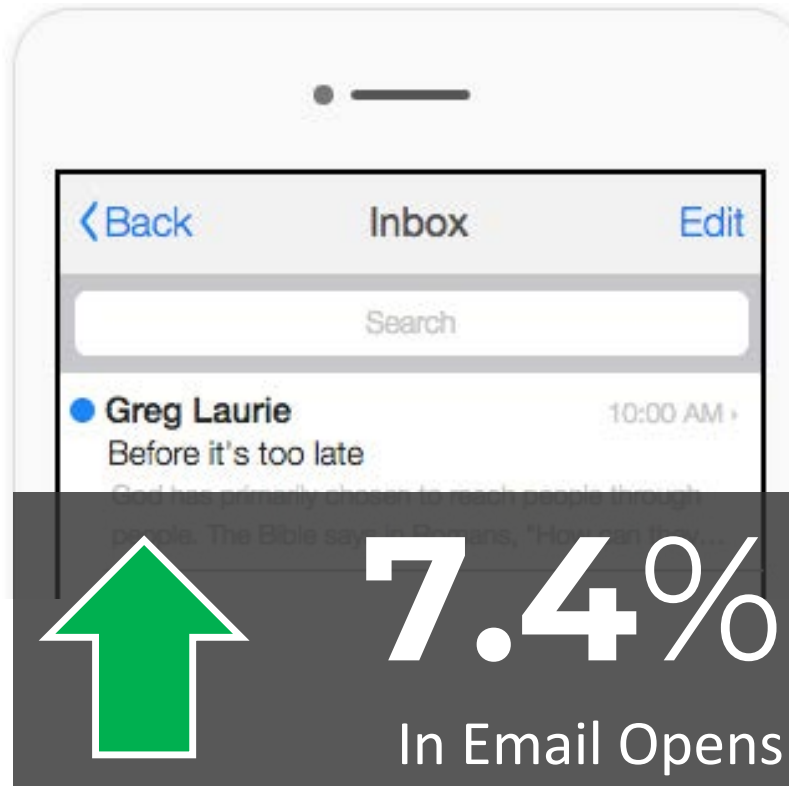 Back Inbox Edit
Search
Greg Laurie 10:00 AM
Before it's too late
God has primarily chosen to reach people through
people. The Bible says in Romans, "How can they...
7.4%
In Email Opens